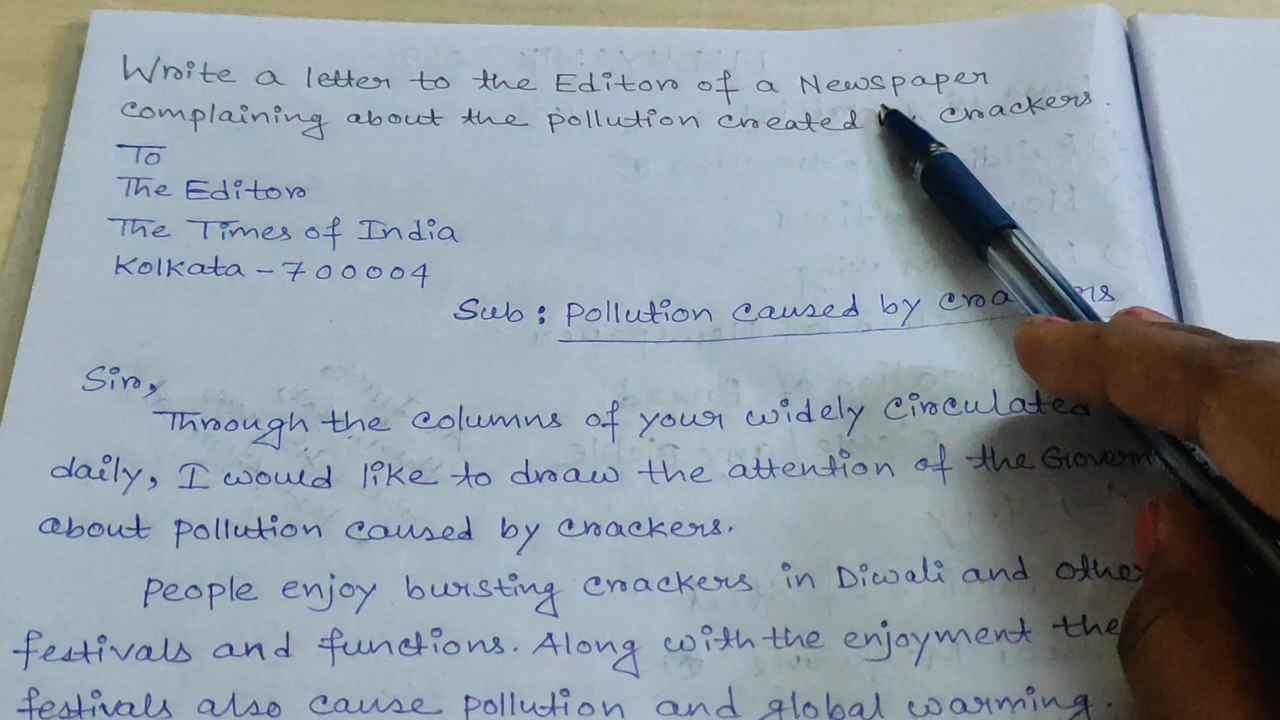 Write a letter to the Editor of a Newspaper
complaining about the pollution created crackers.
To
The Editor
The Times of India
Kolkata - 700004
Sub: Pollution caused by
Sir,
Through the columns of your widely circulated
daily, I would like to draw the attention of the
about pollution caused by crackers.
People enjoy bursting crackers in Diwali and other
festivals and functions. Along with the enjoyment the
festivals also cause pollution and global warming.